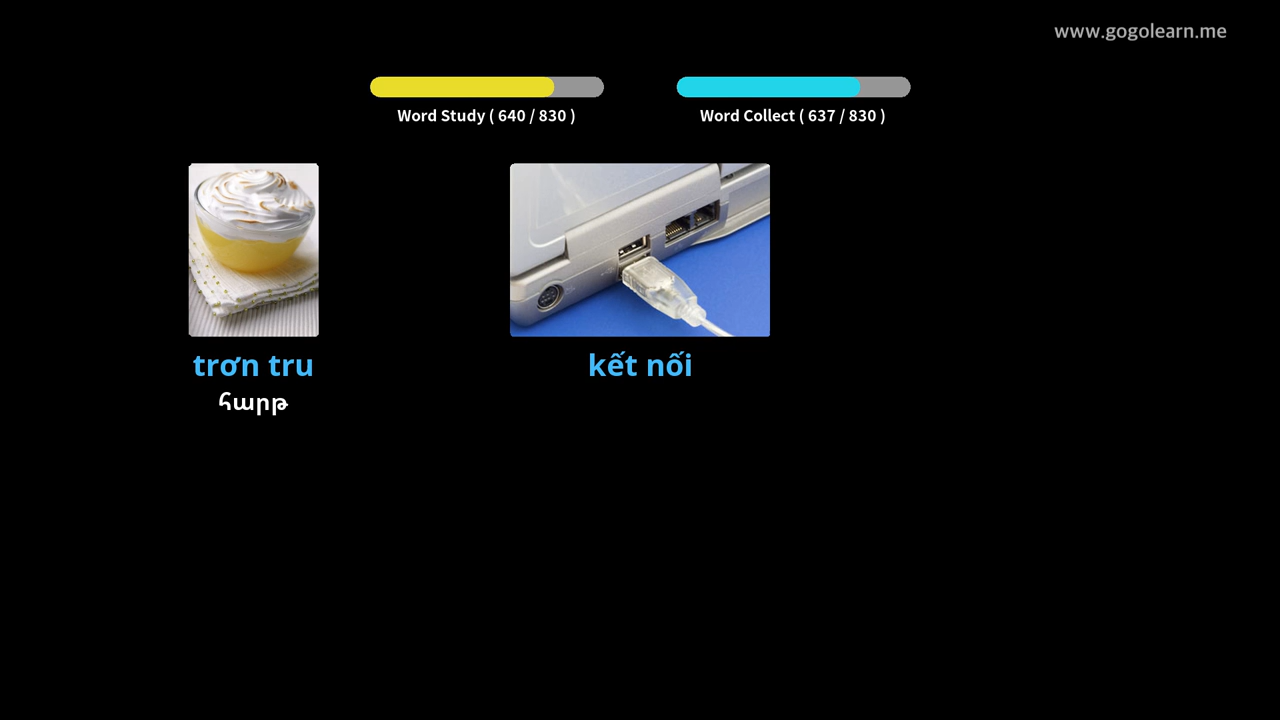 www.gogolearn.me
Word Study ( 640 / 830 )
Word Collect ( 637 / 830 )
trơn tru
հարթ
kết nối